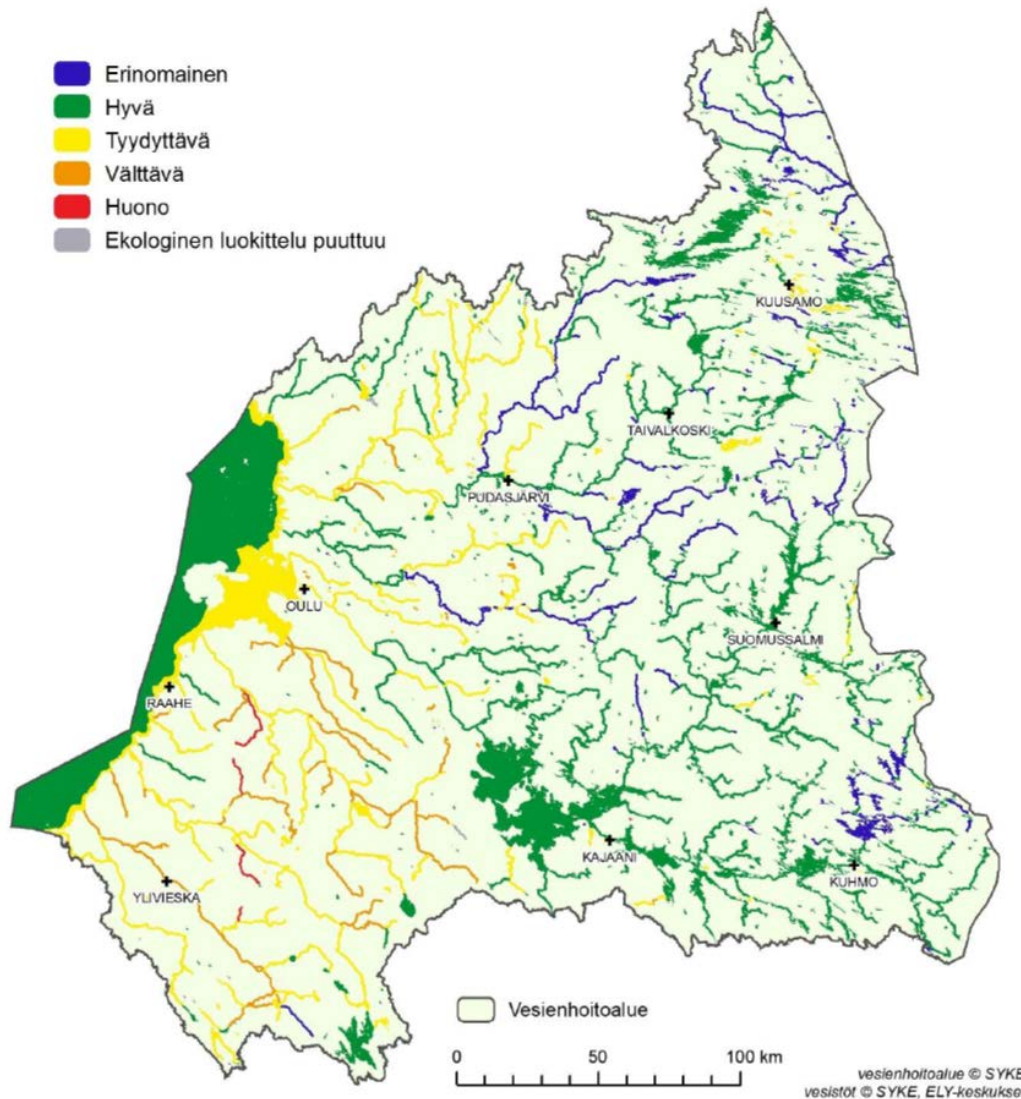 Erinomainen
Hyvä
Tyydyttävä
Välttävä
Huono
Ekologinen luokittelu puuttuu
KUUSAMO
TAIVALKOSKI
PUDASJÄRVI
OULU
SUOMUSSALMI
RAAHE
KAJAANI
KUHMO
YLIVIESKA
Vesienhoitoalue
0 50 100 km
vesienhoitoalue © SYKE
vesistöt © SYKE, ELY-keskukse